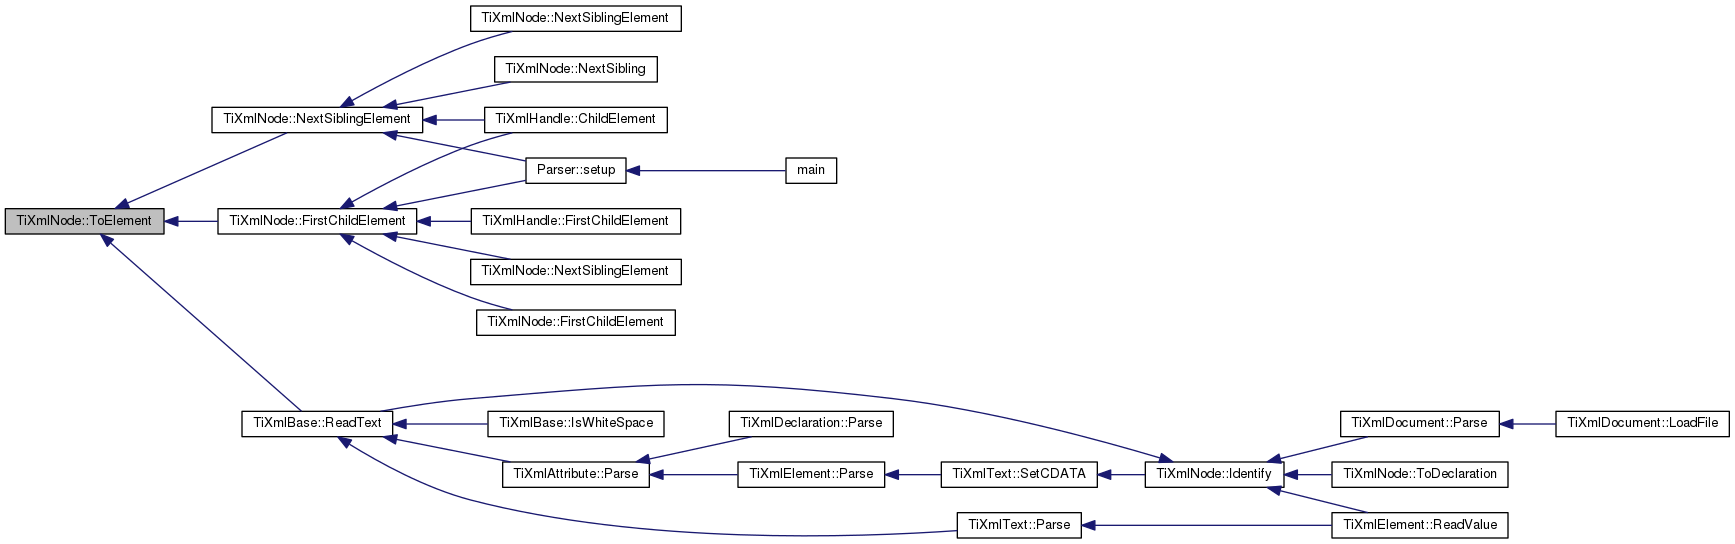 TiXmlNode::NextSiblingElement
TiXmlNode::NextSibling
TiXmlNode::NextSiblingElement
TiXmlHandle::ChildElement
Parser::setup
main
TiXmlNode::ToElement
TiXmlNode::FirstChildElement
TiXmlHandle::FirstChildElement
TiXmlNode::NextSiblingElement
TiXmlNode::FirstChildElement
TiXmlBase::ReadText
TiXmlBase::IsWhiteSpace
TiXmlDeclaration::Parse
TiXmlDocument::Parse
TiXmlDocument::LoadFile
TiXmlAttribute::Parse
TiXmlElement::Parse
TiXmlText::SetCDATA
TiXmlNode::Identify
TiXmlNode::ToDeclaration
TiXmlText::Parse
TiXmlElement::ReadValue